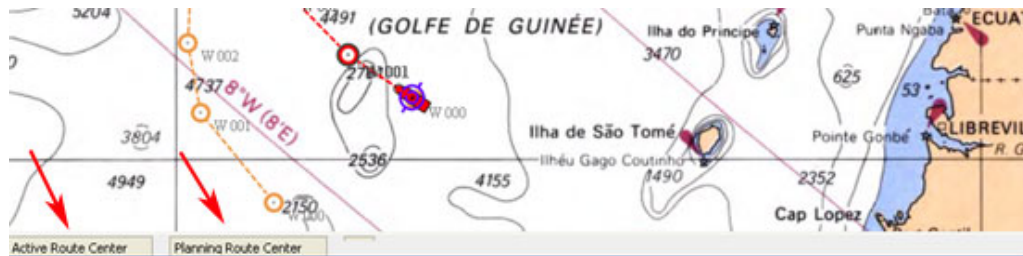 5204
4491
(GOLFE DE GUINÉE)
Ilha do Principe
3470
Punta Ngaba
ECUAT
W 002
4737
8°W (8'E)
W 001
W 000
625
53
3804
2536
Ilha de São Tomé
Ilhéu Gago Coutinho
1490
Pointe Gonbé
LIBREVIL
R. G
4949
2150
4155
2352
Cap Lopez
Active Route Center
Planning Route Center